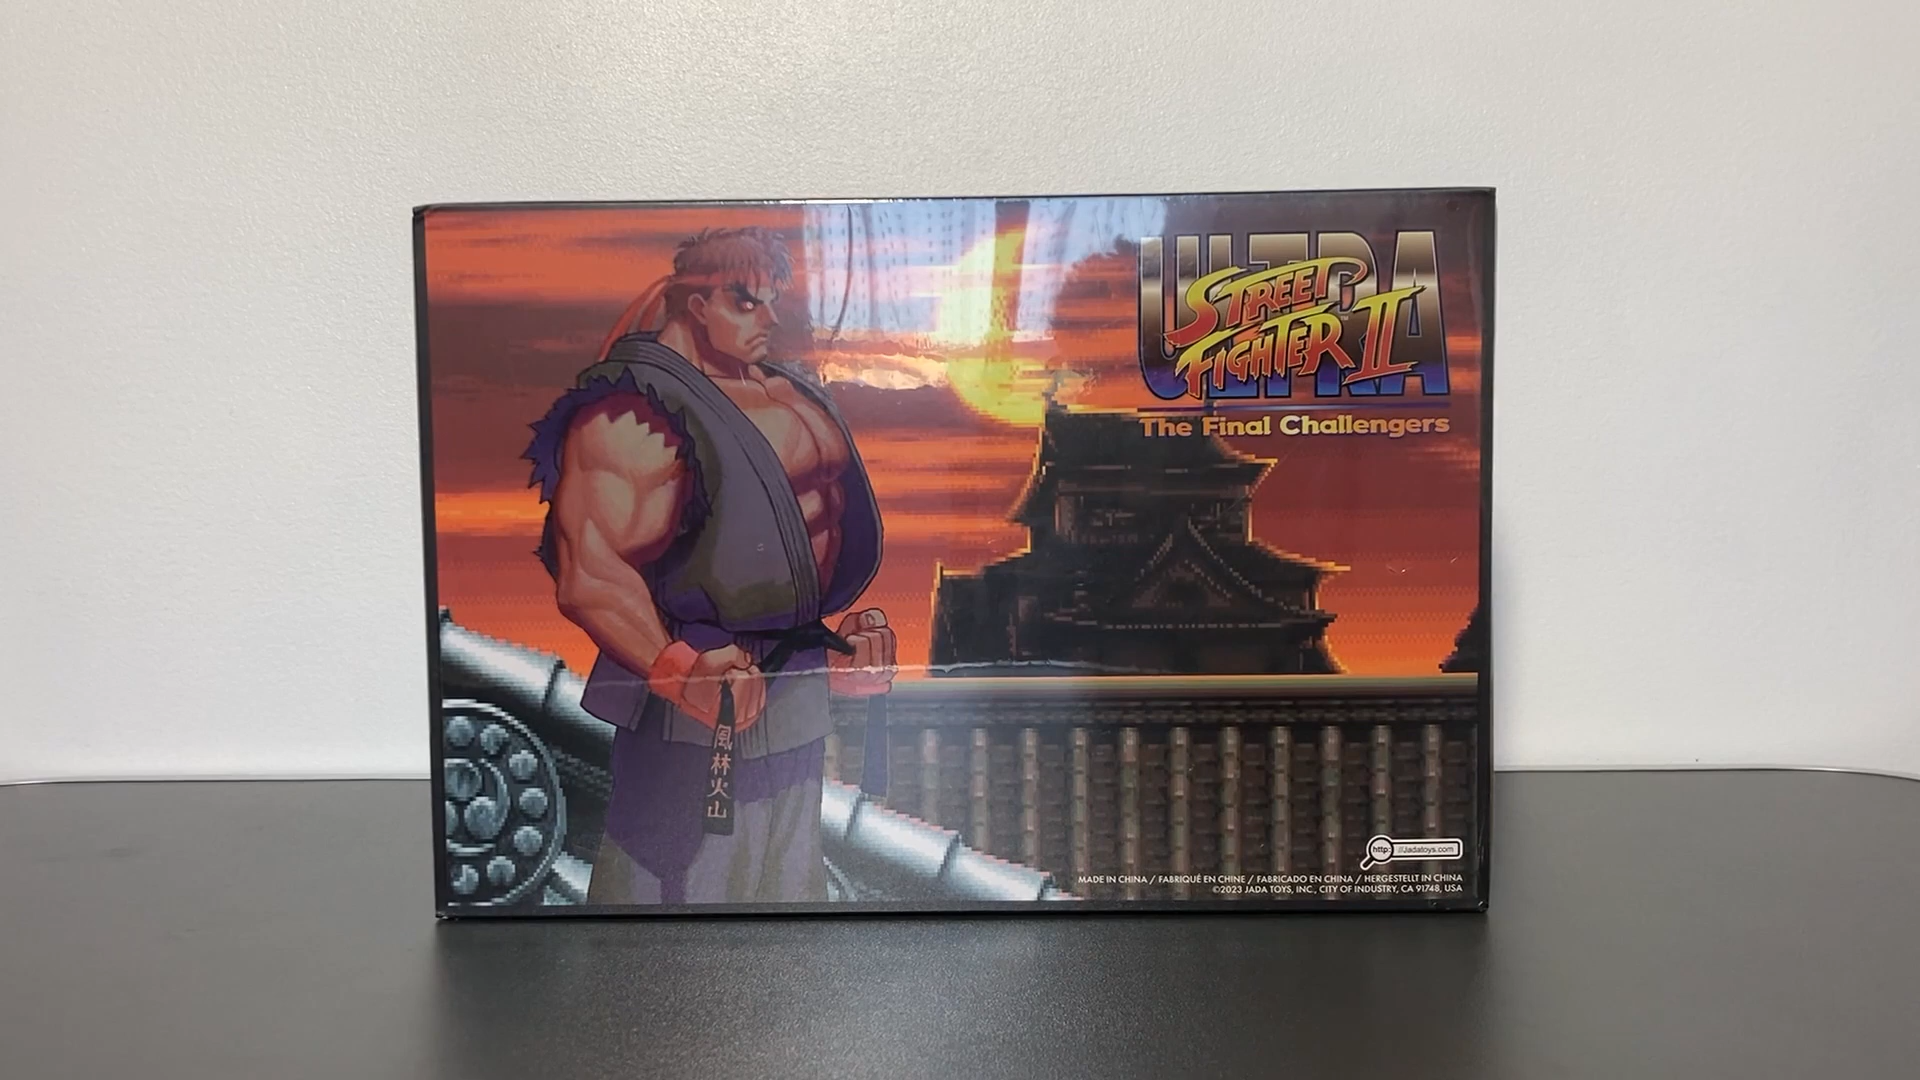 ULTRA
STREET
FIGHTER II
The Final Challengers
風
林
火
山
http: //Jadatoys.com
MADE IN CHINA / FABRIQUÉ EN CHINE / FABRICADO EN CHINA / HERGESTELLT IN CHINA
©2023 JADA TOYS, INC., CITY OF INDUSTRY, CA 91748, USA